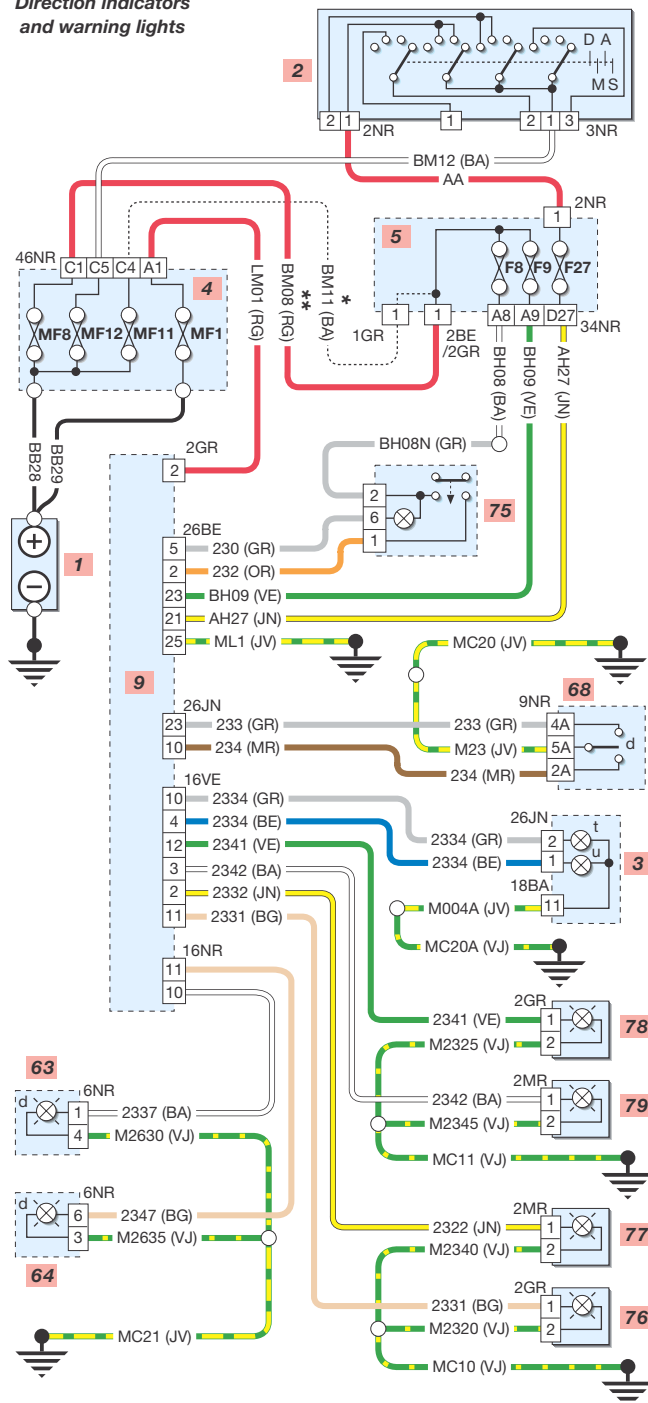 Direction indicators
and warning lights
2
D A
M S
2 1 2NR 1 2 1 3 3NR
BM12 (BA)
AA
2NR
1
5
F8 F9 F27
46NR C1 C5 C4 A1
4
MF8 MF12 MF11 MF1
LM01 (RG)
BM08 (RG)
**
BM11 (BA)
*
1 1
1GR 2BE
/2GR
A8 A9 D27 34NR
BH08 (BA)
BH09 (VE)
AH27 (JN)
BB28
BB29
2GR
2
BH08N (GR)
2
6
1
75
1
+
−
26BE
5 230 (GR)
2 232 (OR)
23 BH09 (VE)
21 AH27 (JN)
25 ML1 (JV)
9
MC20 (JV)
68
9NR
26JN
23 233 (GR) 233 (GR) 4A
M23 (JV) 5A d
10 234 (MR) 234 (MR) 2A
16VE
10 2334 (GR)
4 2334 (BE)
12 2341 (VE)
3 2342 (BA)
2 2332 (JN)
11 2331 (BG)
26JN
2334 (GR) 2 t
2334 (BE) 1 u
3
18BA
M004A (JV) 11
MC20A (VJ)
16NR
11
10
2GR
2341 (VE) 1
M2325 (VJ) 2
78
2MR
2342 (BA) 1
M2345 (VJ) 2
79
MC11 (VJ)
63
6NR
d 1 2337 (BA)
4 M2630 (VJ)
6NR
d 6 2347 (BG)
3 M2635 (VJ)
64
MC21 (JV)
2MR
2322 (JN) 1
M2340 (VJ) 2
77
2GR
2331 (BG) 1
M2320 (VJ) 2
76
MC10 (VJ)